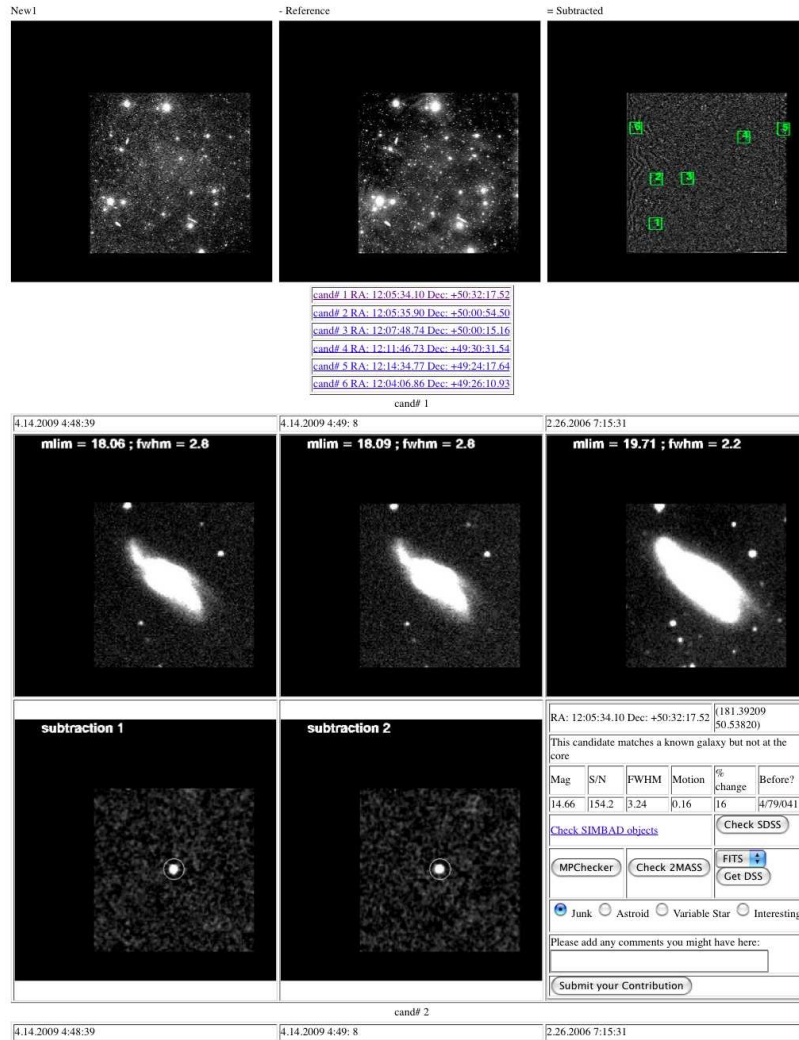 New1 - Reference = Subtracted
6
5
4
2
3
1
cand# 1 RA: 12:05:34.10 Dec: +50:32:17.52
cand# 2 RA: 12:05:35.90 Dec: +50:00:54.50
cand# 3 RA: 12:07:48.74 Dec: +50:00:15.16
cand# 4 RA: 12:11:46.73 Dec: +49:30:31.54
cand# 5 RA: 12:14:34.77 Dec: +49:24:17.64
cand# 6 RA: 12:04:06.86 Dec: +49:26:10.93
cand# 1
4.14.2009 4:48:39 4.14.2009 4:49: 8 2.26.2006 7:15:31
mlim = 18.06 ; fwhm = 2.8 mlim = 18.09 ; fwhm = 2.8 mlim = 19.71 ; fwhm = 2.2
subtraction 1 subtraction 2
RA: 12:05:34.10 Dec: +50:32:17.52 (181.39209
50.53820)
This candidate matches a known galaxy but not at the
core
Mag S/N FWHM Motion % change Before?
14.66 154.2 3.24 0.16 16 4/79/041
Check SIMBAD objects Check SDSS
MPChecker Check 2MASS FITS
Get DSS
Junk Astroid Variable Star Interesting
Please add any comments you might have here:
Submit your Contribution
cand# 2
4.14.2009 4:48:39 4.14.2009 4:49: 8 2.26.2006 7:15:31